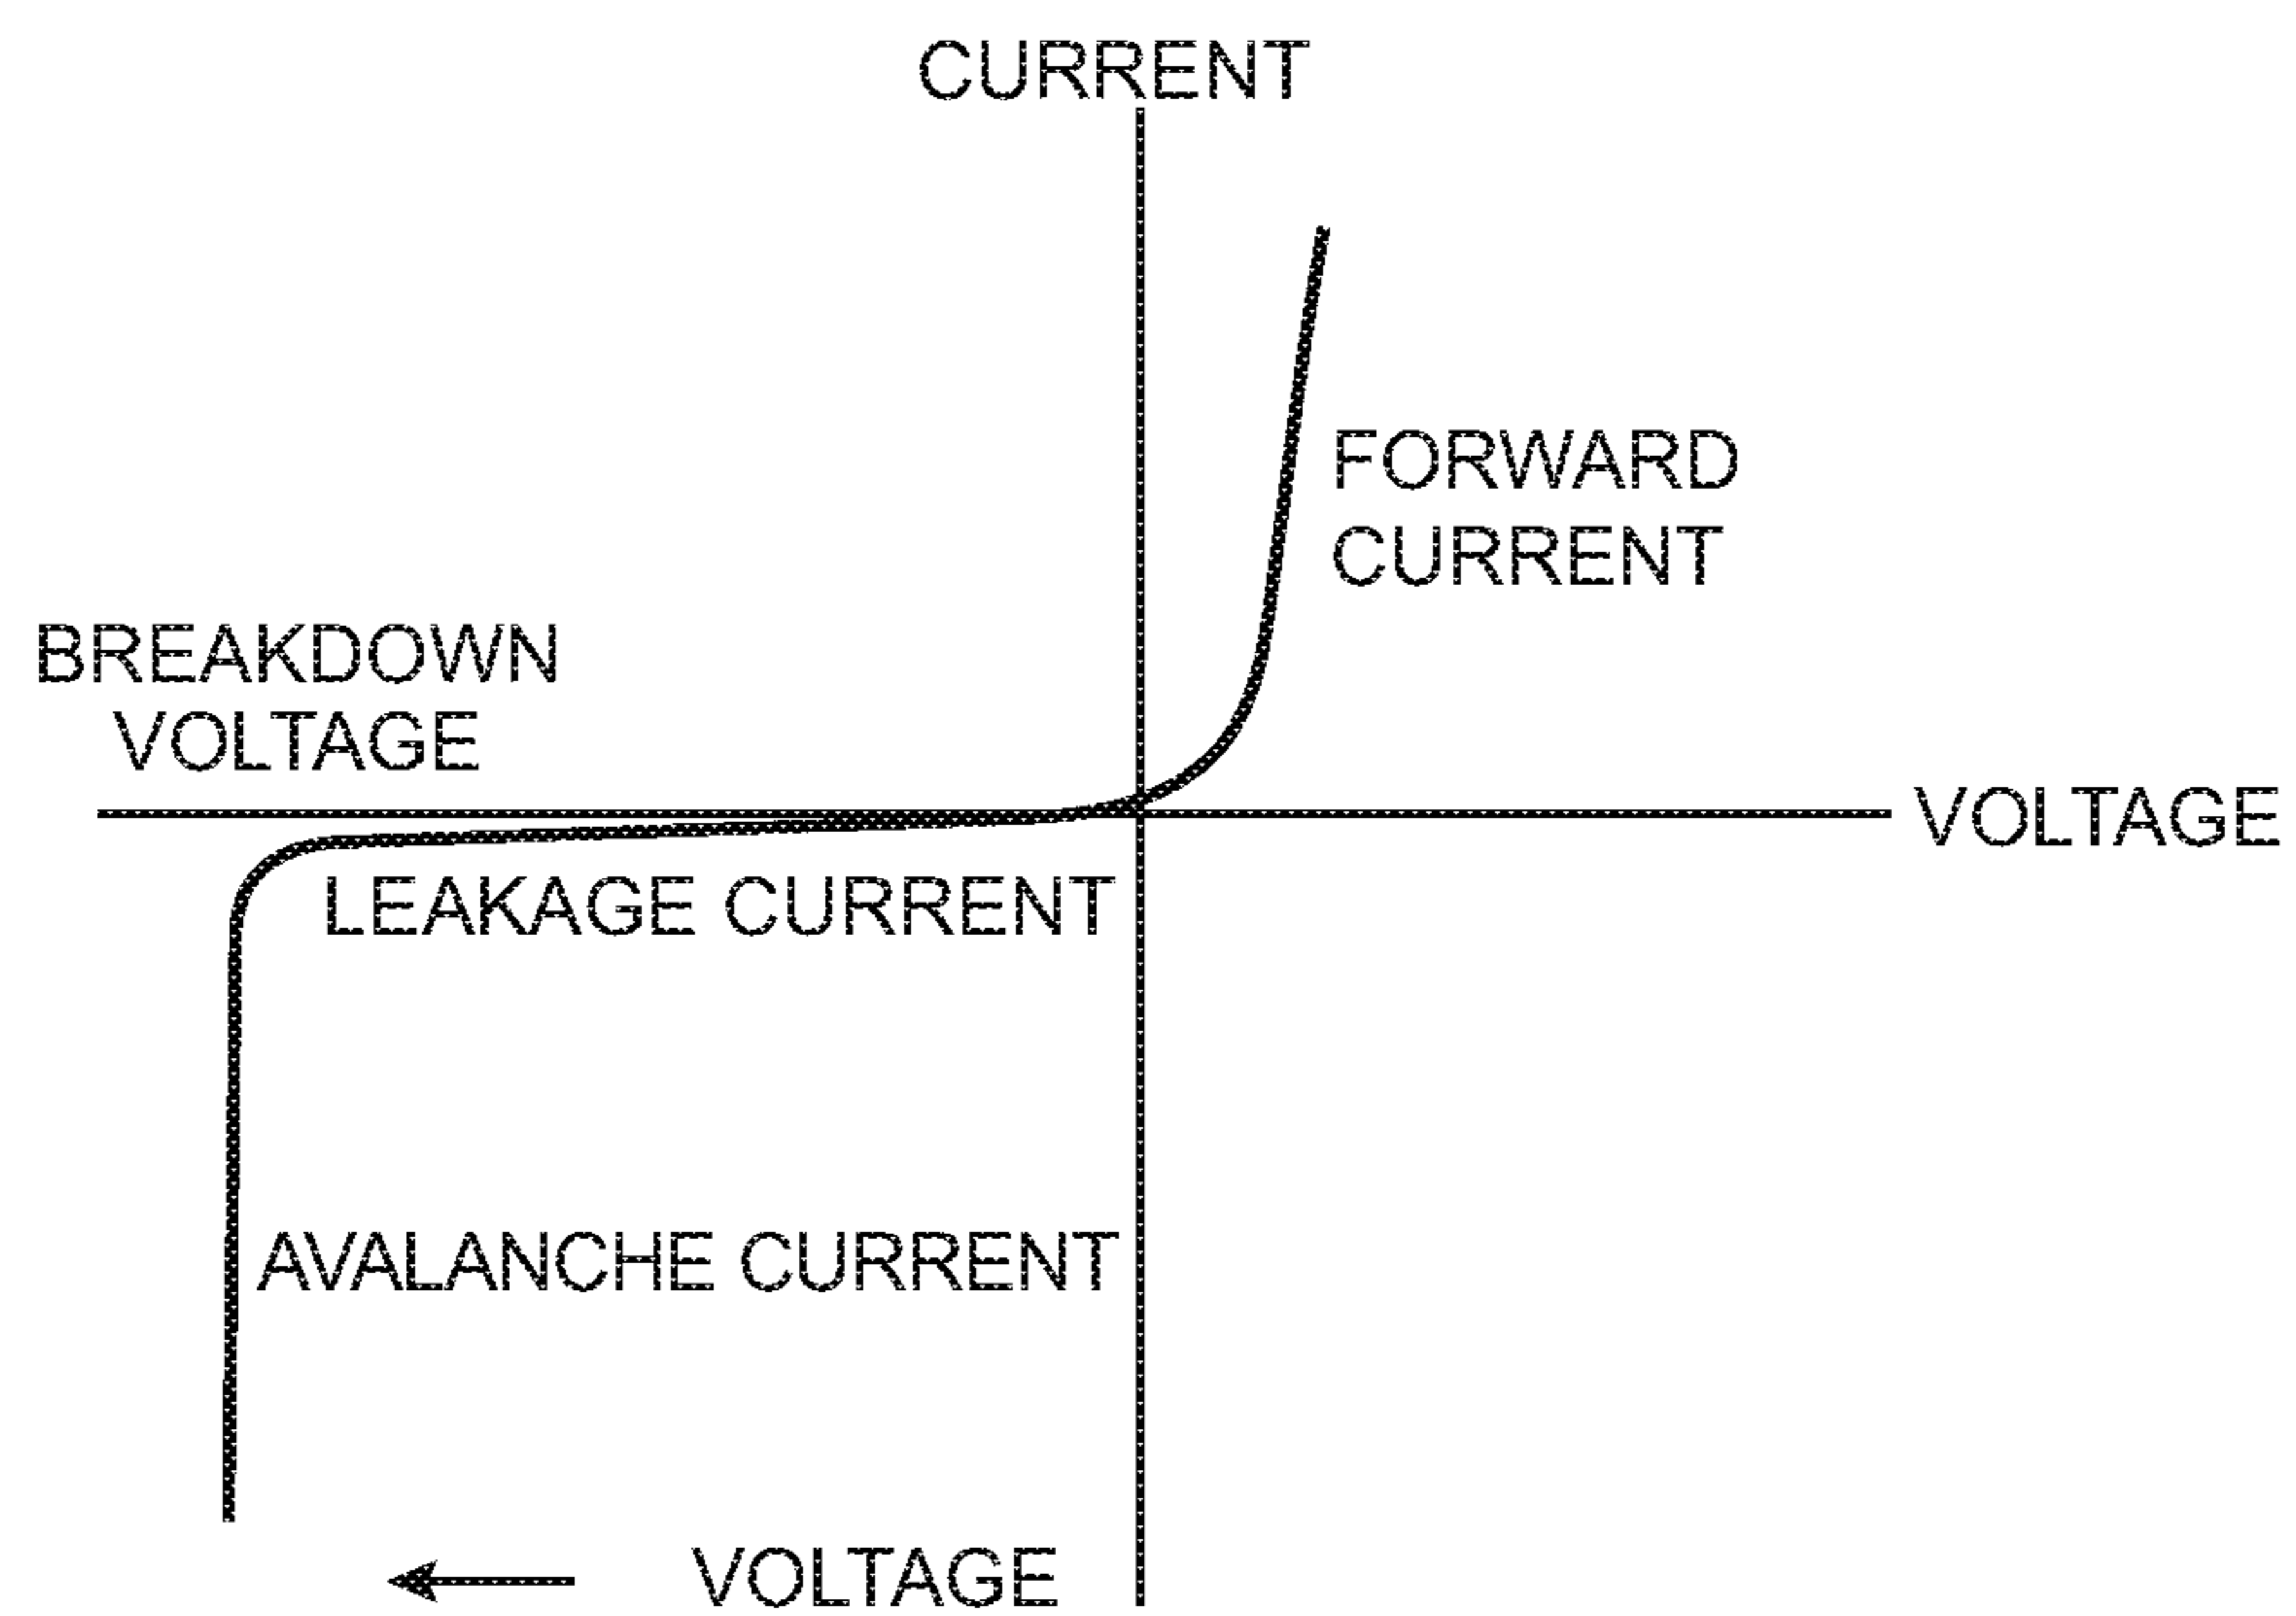 CURRENT
FORWARD
CURRENT
BREAKDOWN
VOLTAGE
VOLTAGE
LEAKAGE CURRENT
AVALANCHE CURRENT
VOLTAGE